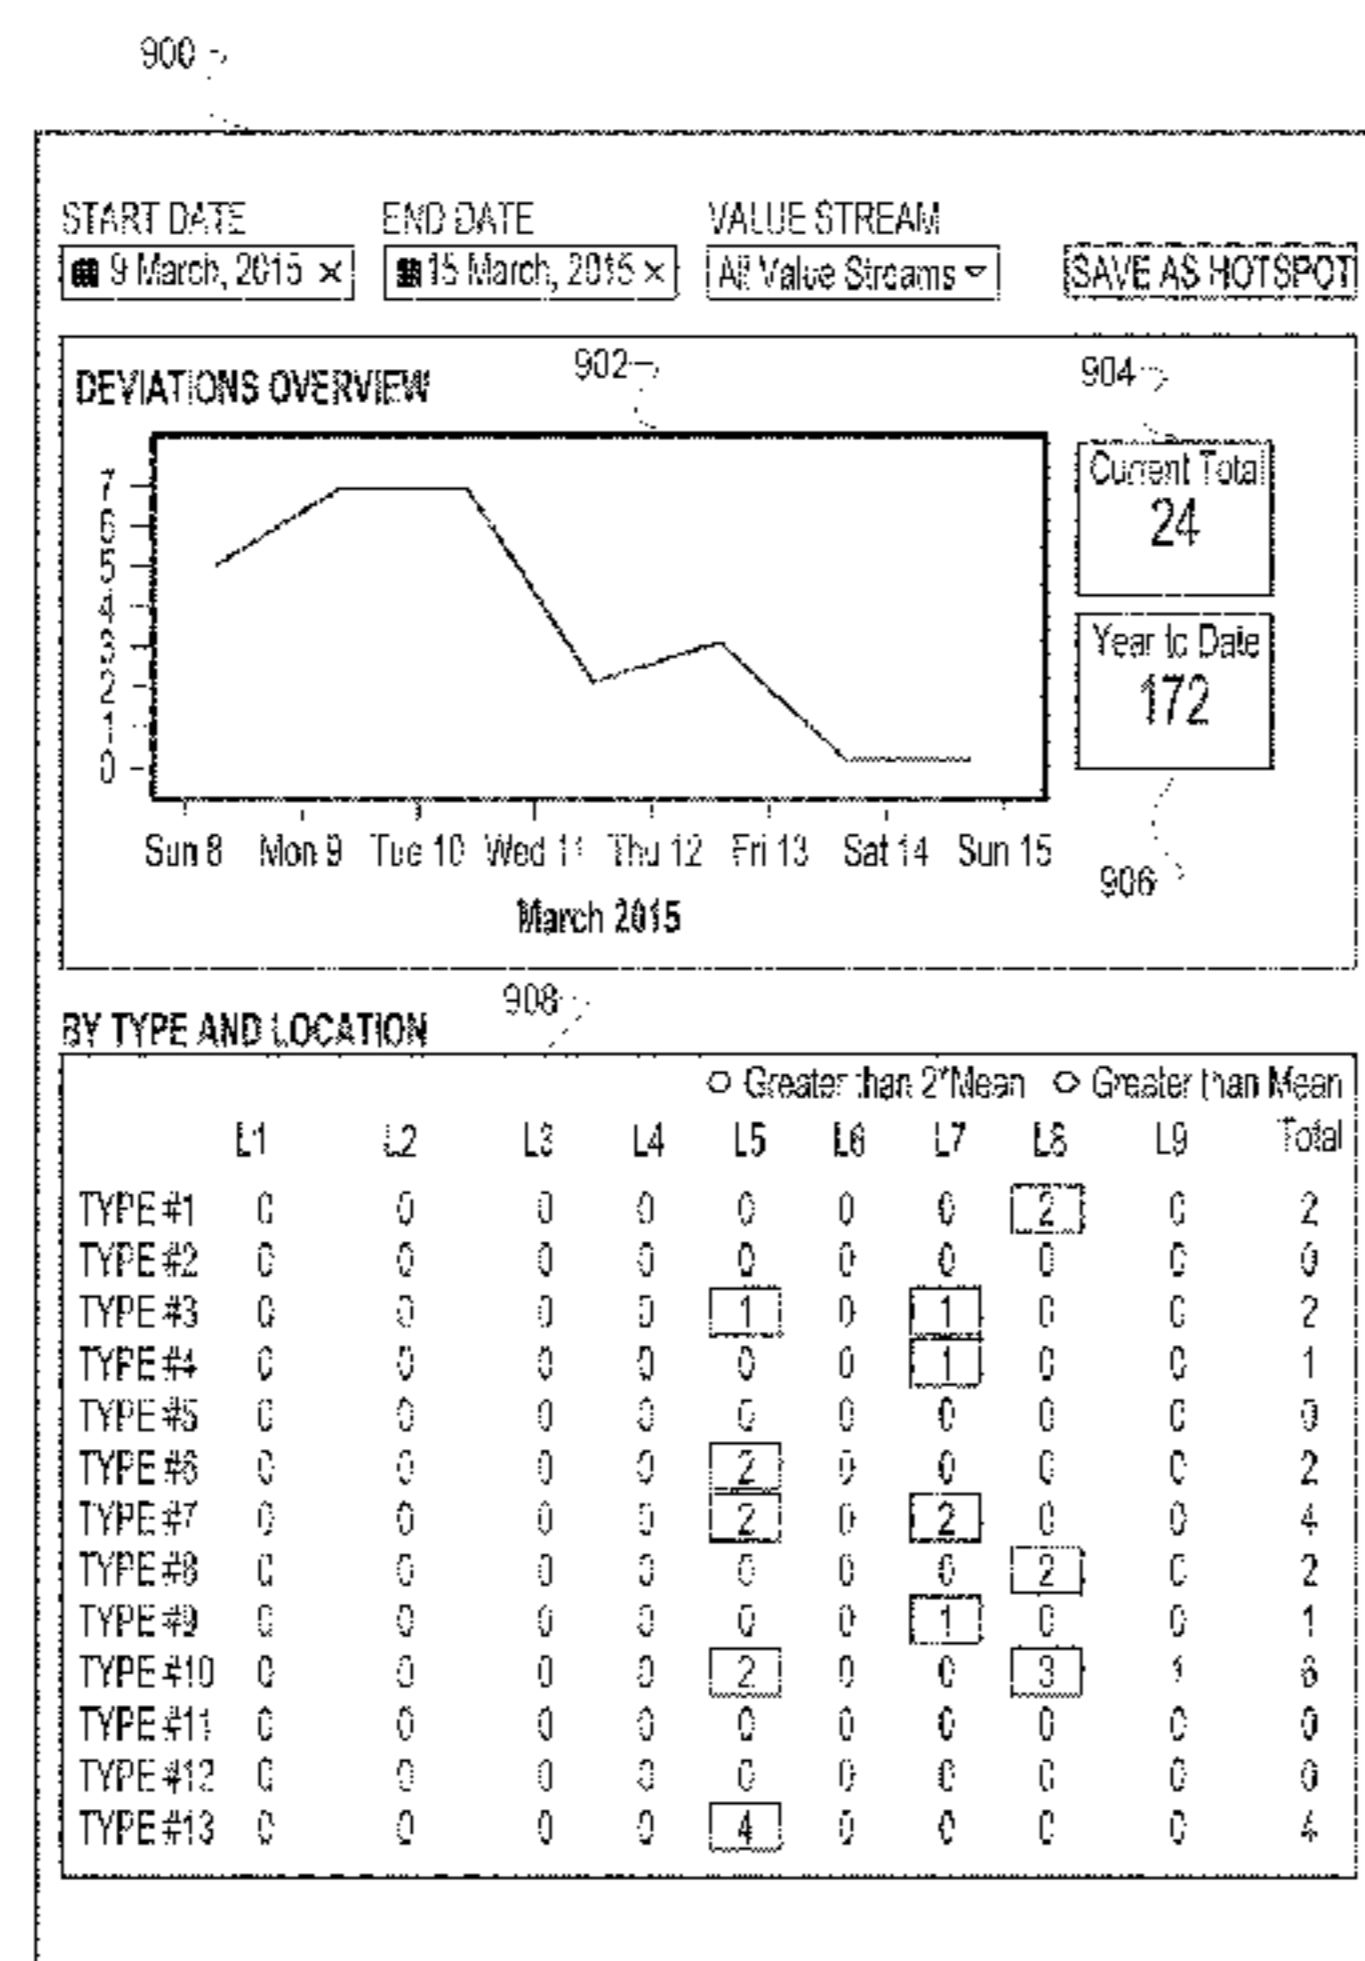 900
START DATE END DATE VALUE STREAM
9 March, 2015 × 15 March, 2015 × All Value Streams SAVE AS HOTSPOT
DEVIATIONS OVERVIEW 902 904
7
6
5
4
3
2
1
0
Current Total
24
Year to Date
172
Sun 8 Mon 9 Tue 10 Wed 11 Thu 12 Fri 13 Sat 14 Sun 15
906
March 2015
908
BY TYPE AND LOCATION
Greater than 2*Mean Greater than Mean
L1 L2 L3 L4 L5 L6 L7 L8 L9 Total
TYPE #1 0 0 0 0 0 0 0 2 0 2
TYPE #2 0 0 0 0 0 0 0 0 0 0
TYPE #3 0 0 0 0 1 0 1 0 0 2
TYPE #4 0 0 0 0 0 0 1 0 0 1
TYPE #5 0 0 0 0 0 0 0 0 0 0
TYPE #6 0 0 0 0 2 0 0 0 0 2
TYPE #7 0 0 0 0 2 0 2 0 0 4
TYPE #8 0 0 0 0 0 0 0 2 0 2
TYPE #9 0 0 0 0 0 0 1 0 0 1
TYPE #10 0 0 0 0 2 0 0 3 1 6
TYPE #11 0 0 0 0 0 0 0 0 0 0
TYPE #12 0 0 0 0 0 0 0 0 0 0
TYPE #13 0 0 0 0 4 0 0 0 0 4